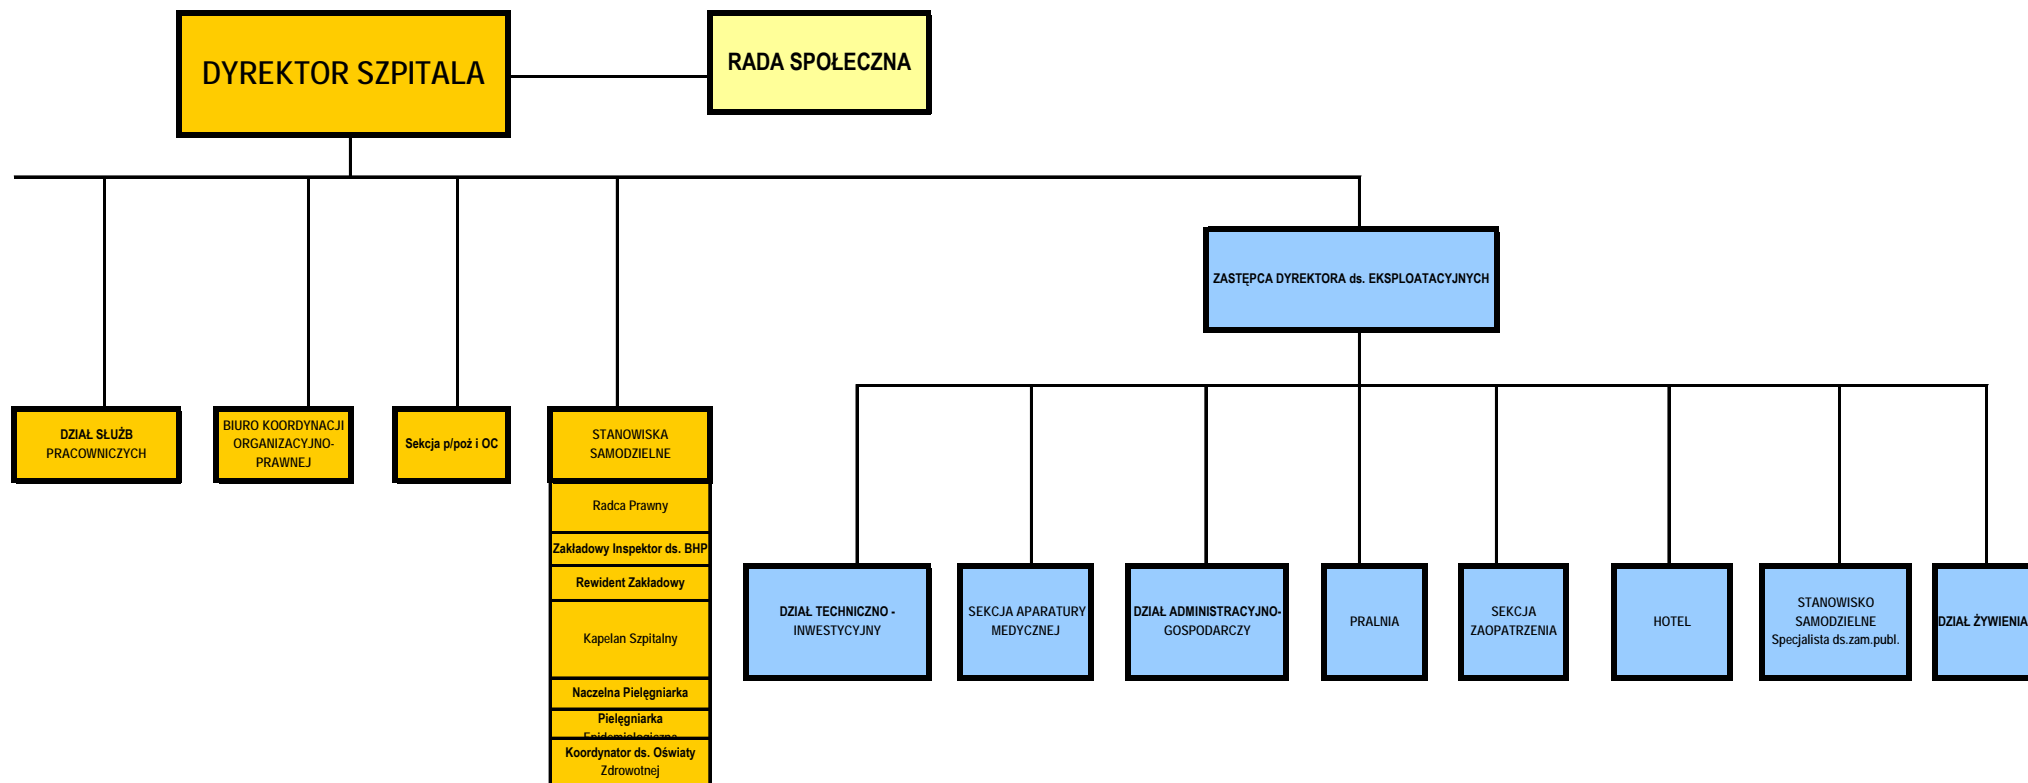 DYREKTOR SZPITALA
RADA SPOŁECZNA
ZASTĘPCA DYREKTORA ds. EKSPLOATACYJNYCH
DZIAŁ SŁUŻB
PRACOWNICZYCH
BIURO KOORDYNACJI
ORGANIZACYJNO-
PRAWNEJ
Sekcja p/poż i OC
STANOWISKA
SAMODZIELNE
Radca Prawny
Zakładowy Inspektor ds. BHP
Rewident Zakładowy
Kapelan Szpitalny
Naczelna Pielęgniarka
Pielęgniarka
Epidemiologiczna
Koordynator ds. Oświaty
Zdrowotnej
DZIAŁ TECHNICZNO -
INWESTYCYJNY
SEKCJA APARATURY
MEDYCZNEJ
DZIAŁ ADMINISTRACYJNO-
GOSPODARCZY
PRALNIA
SEKCJA
ZAOPATRZENIA
HOTEL
STANOWISKO
SAMODZIELNE
Specjalista ds.zam.publ.
DZIAŁ ŻYWIENIA